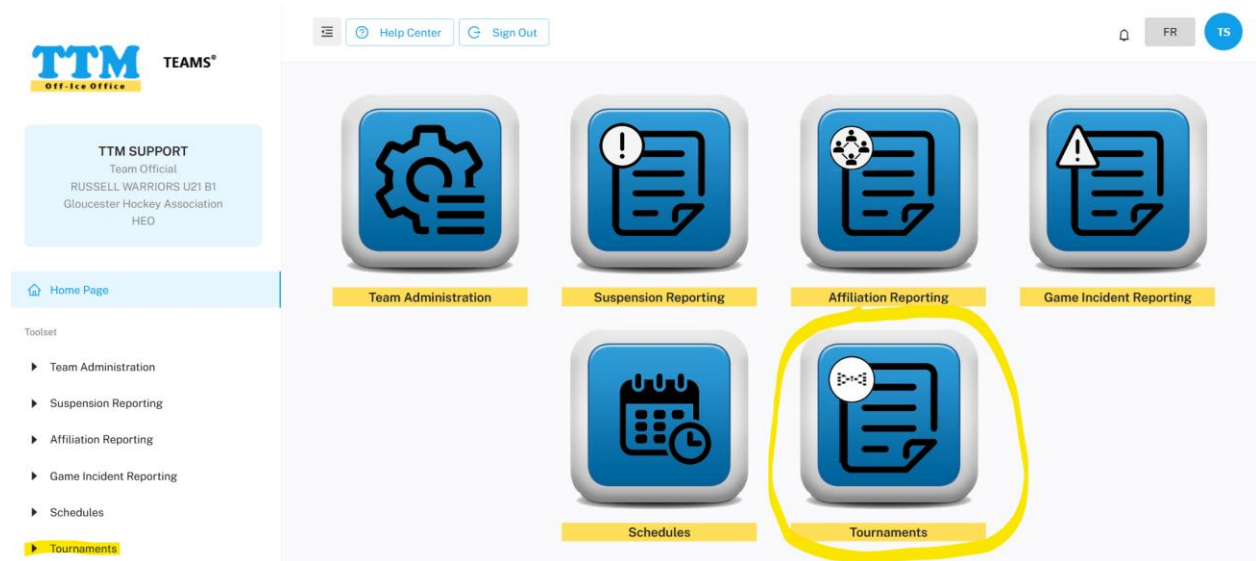 TTM
TEAMS®
Off-Ice Office
TTM SUPPORT
Team Official
RUSSELL WARRIORS U21 B1
Gloucester Hockey Association
HEO
Home Page
Toolset
Team Administration
Suspension Reporting
Affiliation Reporting
Game Incident Reporting
Schedules
Tournaments
Help Center
Sign Out
FR
TS
Team Administration
Suspension Reporting
Affiliation Reporting
Game Incident Reporting
Schedules
Tournaments